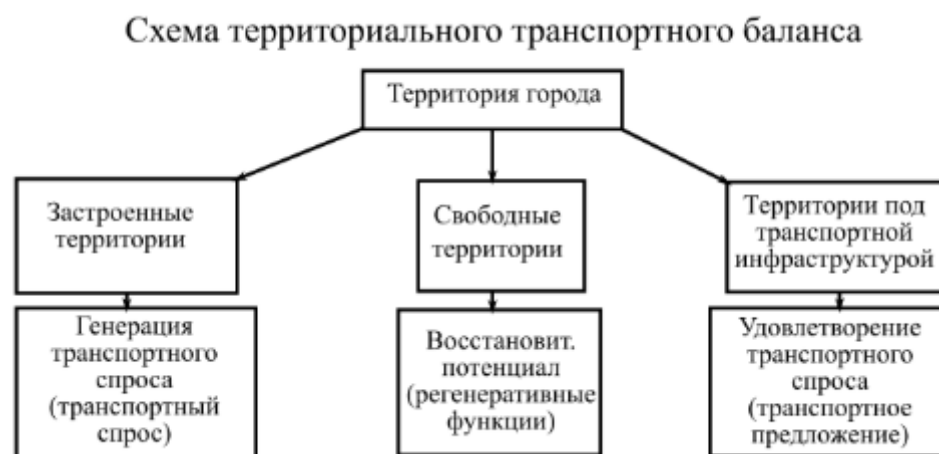 Схема территориального транспортного баланса
Территория города
Застроенные
территории
Свободные
территории
Территории под
транспортной
инфраструктурой
Генерация
транспортного
спроса
(транспортный
спрос)
Восстановит.
потенциал
(регенеративные
функции)
Удовлетворение
транспортного
спроса
(транспортное
предложение)